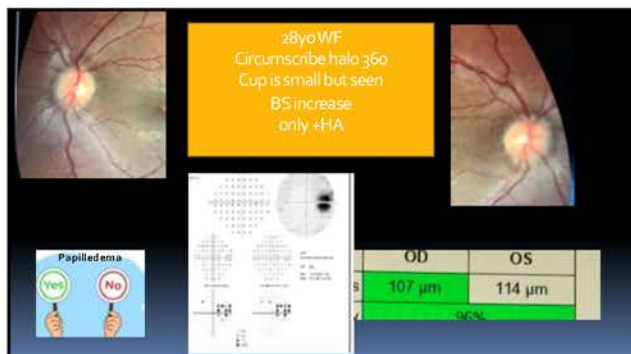 28yo WF
Circumscribe halo 360
Cup is small but seen
BS increase
only +HA
Papilledema
Yes
No
OD OS
s 107 µm 114 µm
y 96%